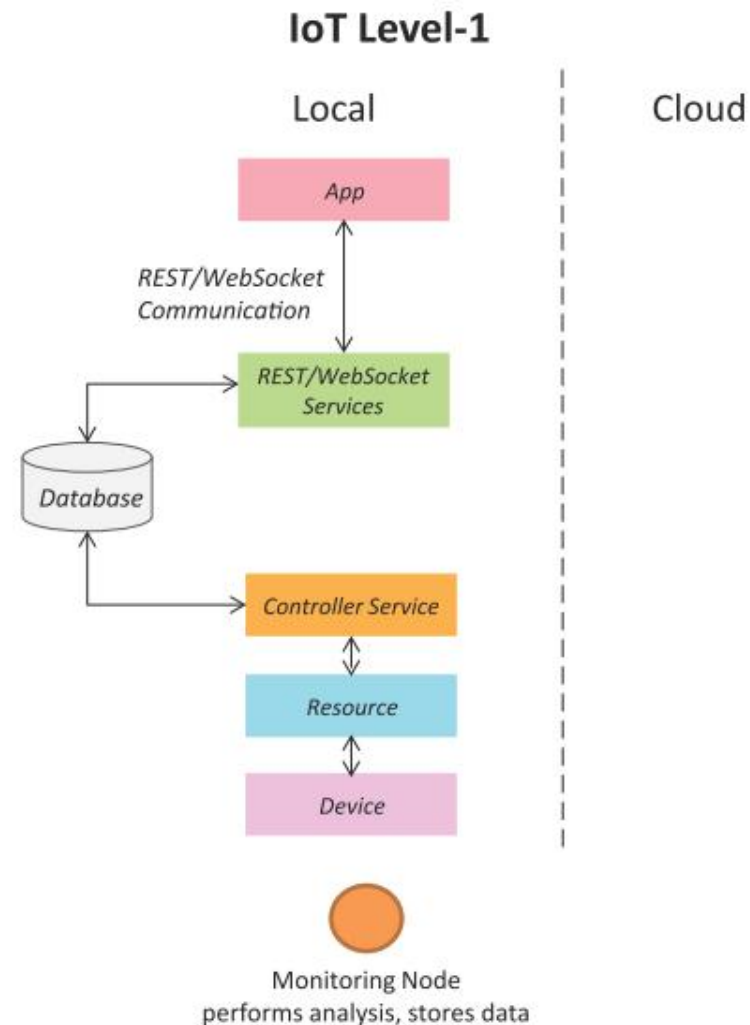 IoT Level-1
Local
Cloud
App
REST/WebSocket
Communication
REST/WebSocket
Services
Database
Controller Service
Resource
Device
Monitoring Node
performs analysis, stores data